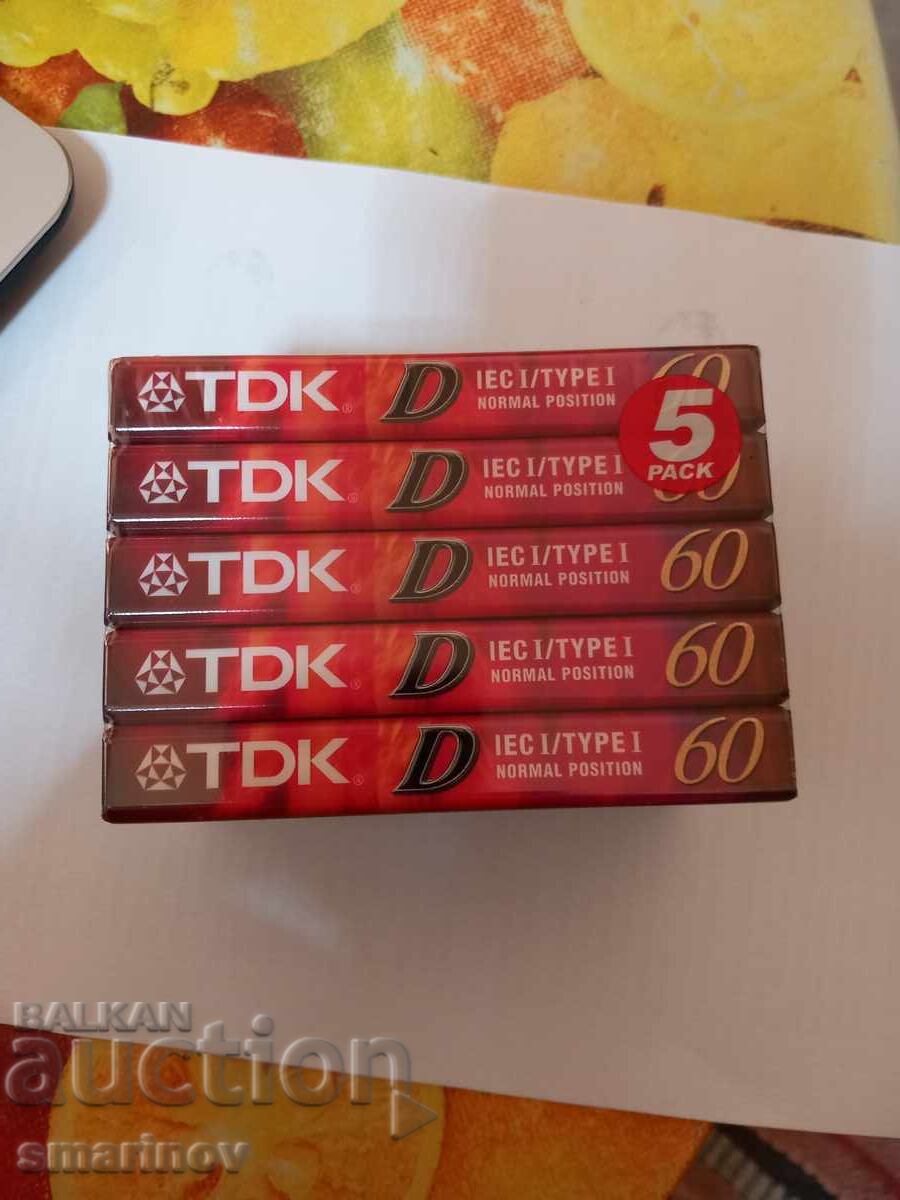 TDK® D IEC I/TYPE I 60
NORMAL POSITION
5
PACK
TDK® D IEC I/TYPE I 60
NORMAL POSITION
TDK® D IEC I/TYPE I 60
NORMAL POSITION
TDK® D IEC I/TYPE I 60
NORMAL POSITION
TDK® D IEC I/TYPE I 60
NORMAL POSITION
BALKAN
auction
smarinov